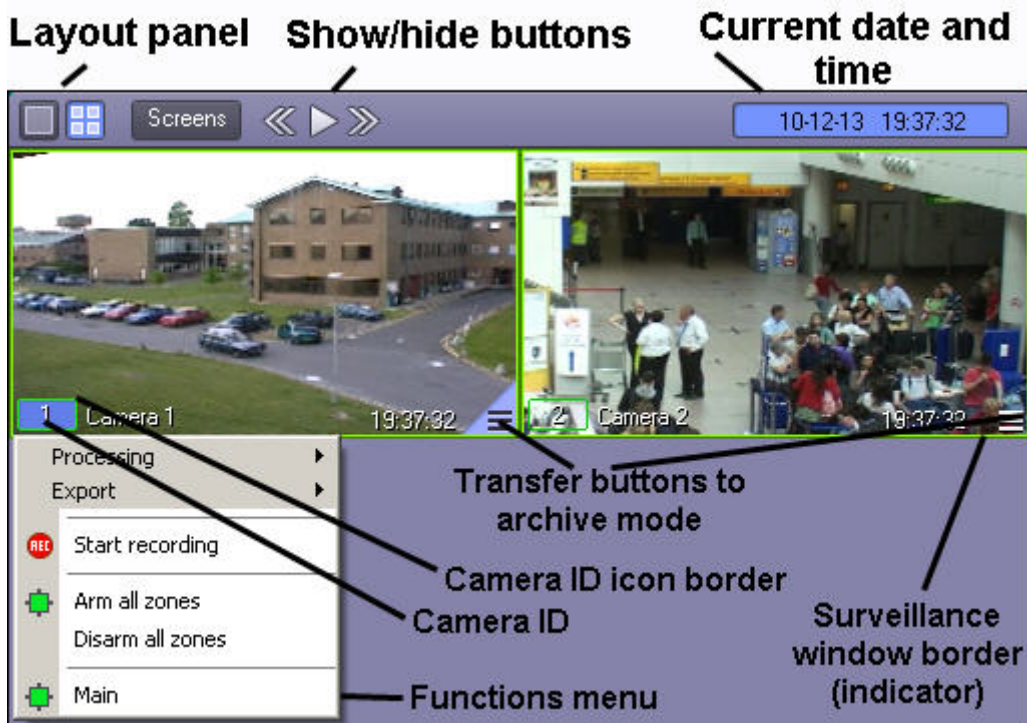 Layout panel
Show/hide buttons
Current date and
time
Screens
10-12-13 19:37:32
1
Camera 1
19:37:32
2
Camera 2
19:37:32
Processing
Export
REC
Start recording
Arm all zones
Disarm all zones
Main
Transfer buttons to
archive mode
Camera ID icon border
Camera ID
Functions menu
Surveillance
window border
(indicator)